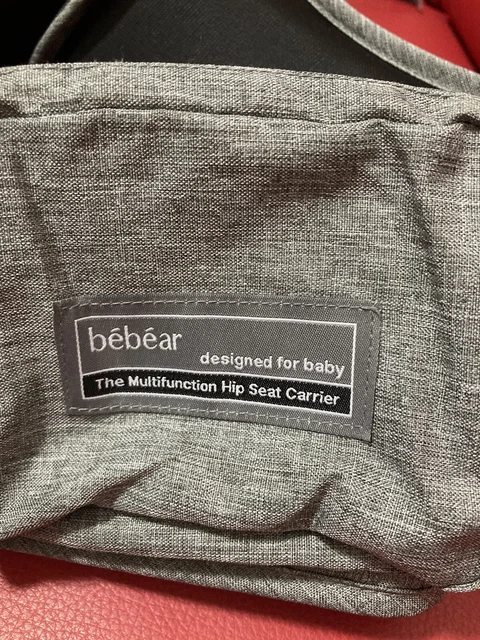 bébéar
designed for baby
The Multifunction Hip Seat Carrier